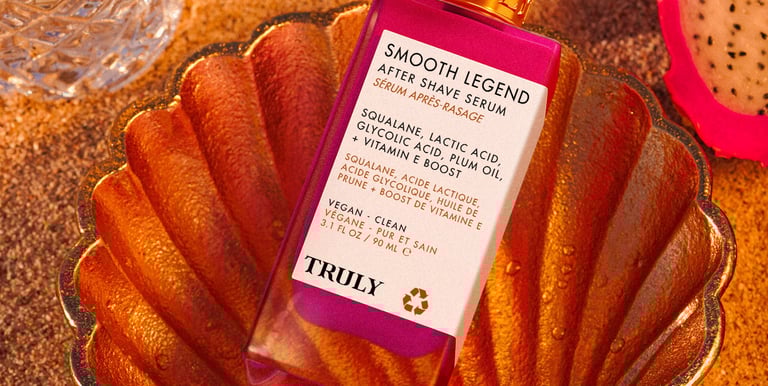 SMOOTH LEGEND
AFTER SHAVE SERUM
SÉRUM APRÈS-RASAGE
SQUALANE, LACTIC ACID,
GLYCOLIC ACID, PLUM OIL,
+ VITAMIN E BOOST
SQUALANE, ACIDE LACTIQUE,
ACIDE GLYCOLIQUE, HUILE DE
PRUNE + BOOST DE VITAMINE E
VEGAN - CLEAN
VÉGANE - PUR ET SAIN
3.1 FL OZ / 90 ML ℮
TRULY